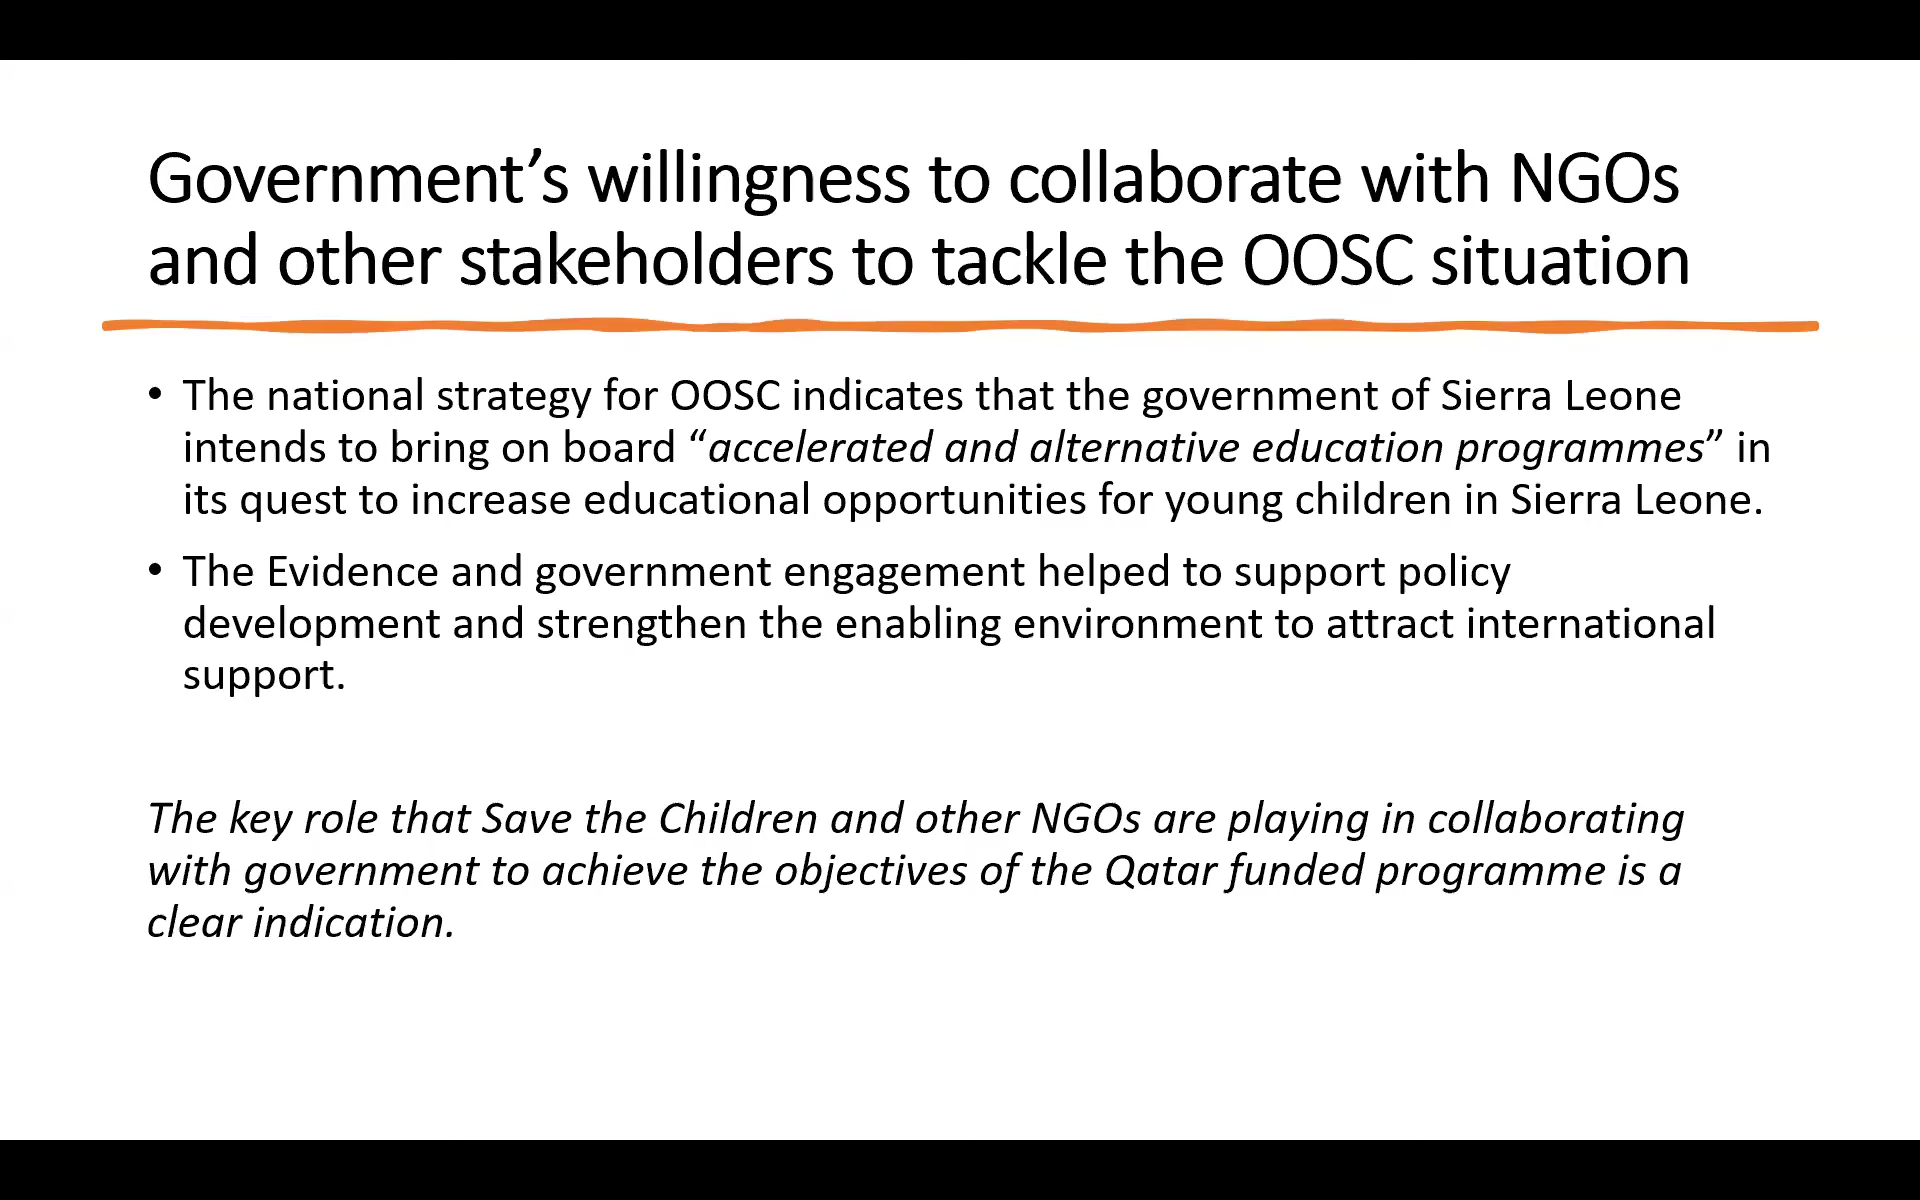 Government’s willingness to collaborate with NGOs
and other stakeholders to tackle the OOSC situation
• The national strategy for OOSC indicates that the government of Sierra Leone
intends to bring on board “accelerated and alternative education programmes” in
its quest to increase educational opportunities for young children in Sierra Leone.
• The Evidence and government engagement helped to support policy
development and strengthen the enabling environment to attract international
support.
The key role that Save the Children and other NGOs are playing in collaborating
with government to achieve the objectives of the Qatar funded programme is a
clear indication.